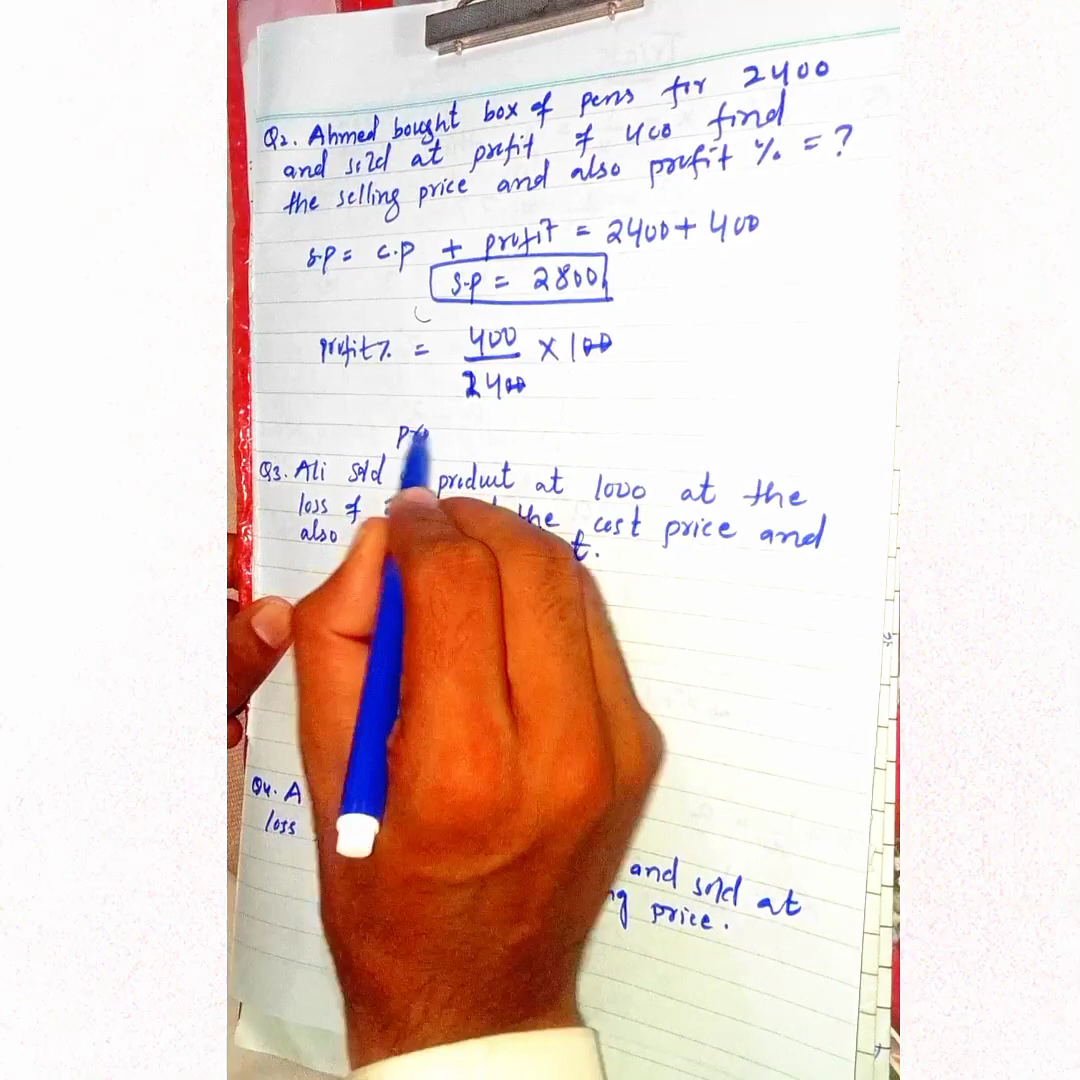 Q2. Ahmed bought box of pens for 2400
and sold at profit of 400 find
the selling price and also profit % = ?
S.P = C.P + profit = 2400 + 400
S.P = 2800
profit% = 400/2400 × 100
pro
Q3. Ali sold product at 1000 at the
loss of the cost price and
also
Q4. A
loss and sold at
price.